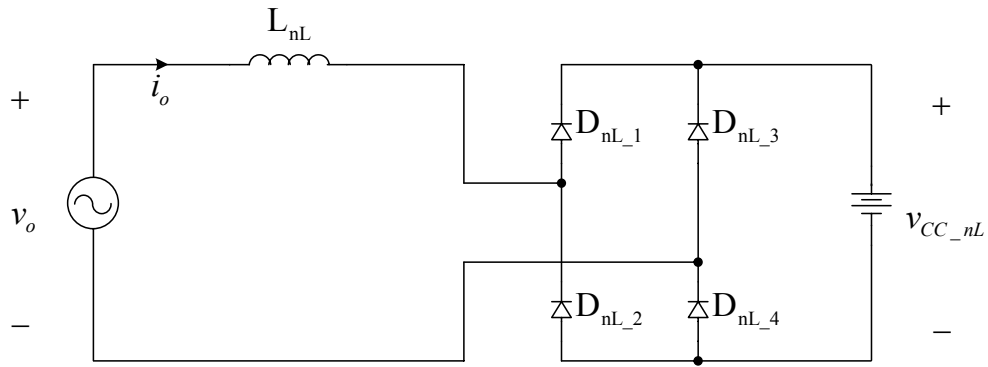 L_nL
+
i_o
+
D_nL_1
D_nL_3
v_o
v_CC_nL
D_nL_2
D_nL_4
−
−